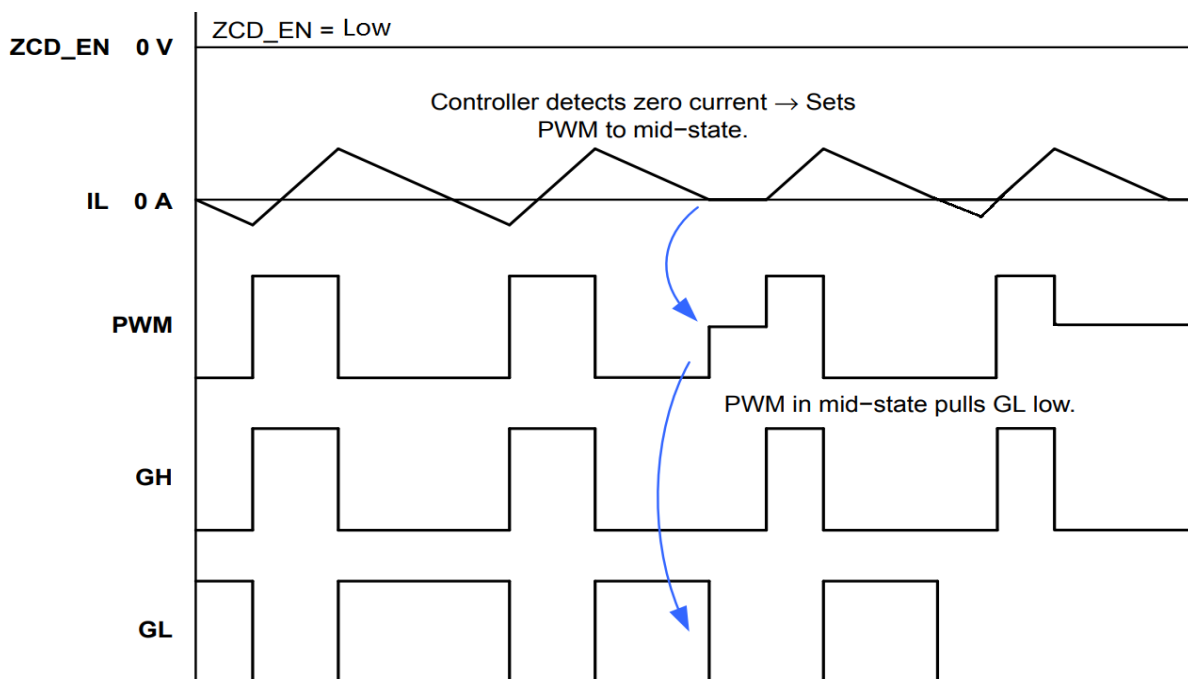 ZCD_EN 0 V ZCD_EN = Low
Controller detects zero current → Sets
PWM to mid−state.
IL 0 A
PWM
PWM in mid−state pulls GL low.
GH
GL